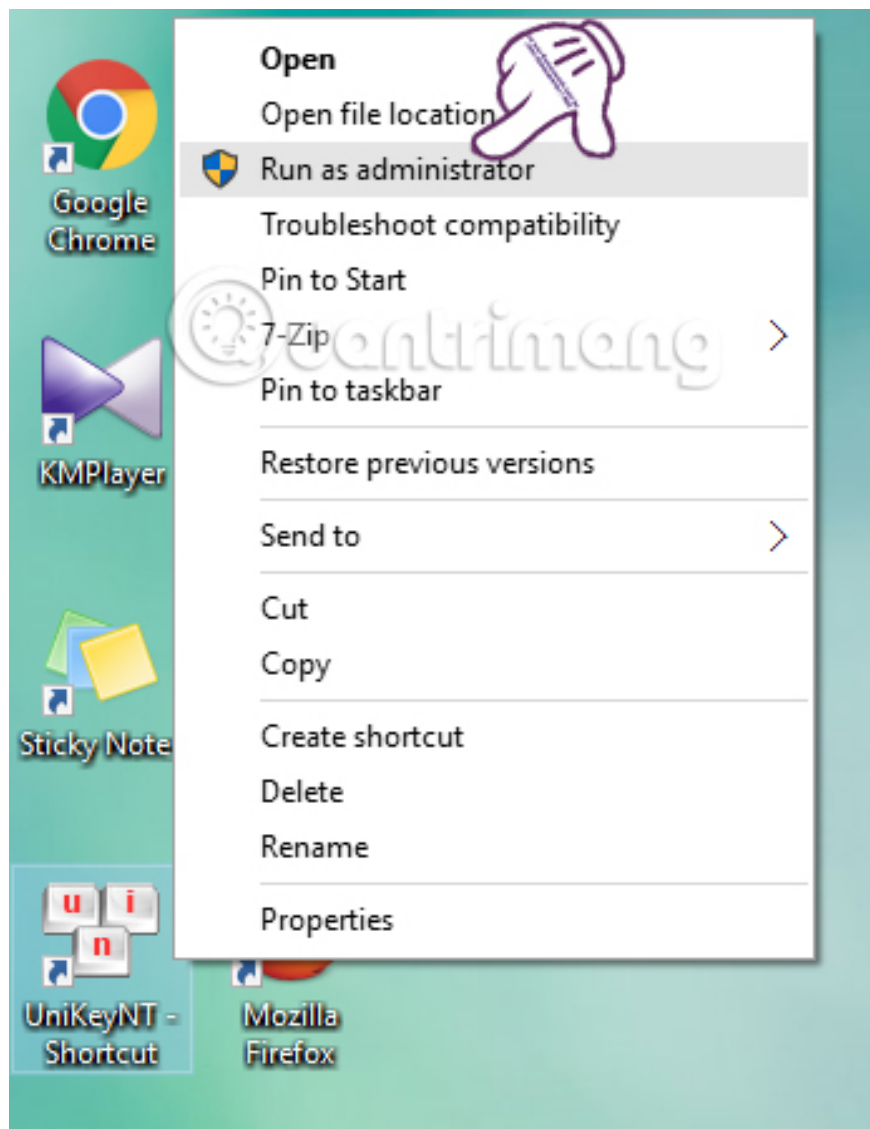 Open
Open file location
Run as administrator
Troubleshoot compatibility
Pin to Start
7-Zip
Pin to taskbar
Restore previous versions
Send to
Cut
Copy
Create shortcut
Delete
Rename
Properties
Google
Chrome
KMPlayer
Sticky Note
u i
n
UniKeyNT -
Shortcut
Mozilla
Firefox
Quantrimang